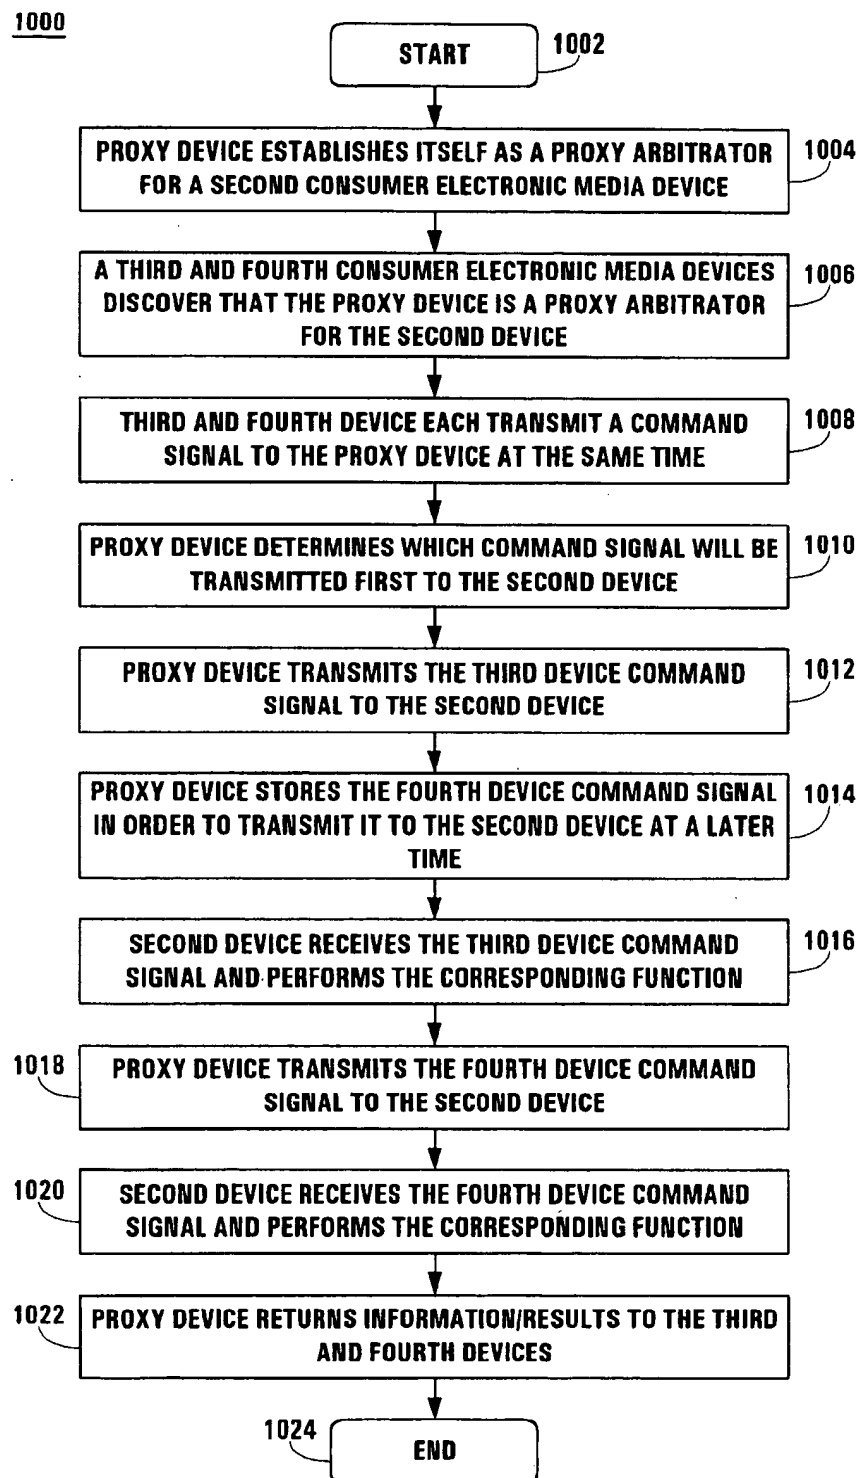 1000
START
1002
PROXY DEVICE ESTABLISHES ITSELF AS A PROXY ARBITRATOR
FOR A SECOND CONSUMER ELECTRONIC MEDIA DEVICE
1004
A THIRD AND FOURTH CONSUMER ELECTRONIC MEDIA DEVICES
DISCOVER THAT THE PROXY DEVICE IS A PROXY ARBITRATOR
FOR THE SECOND DEVICE
1006
THIRD AND FOURTH DEVICE EACH TRANSMIT A COMMAND
SIGNAL TO THE PROXY DEVICE AT THE SAME TIME
1008
PROXY DEVICE DETERMINES WHICH COMMAND SIGNAL WILL BE
TRANSMITTED FIRST TO THE SECOND DEVICE
1010
PROXY DEVICE TRANSMITS THE THIRD DEVICE COMMAND
SIGNAL TO THE SECOND DEVICE
1012
PROXY DEVICE STORES THE FOURTH DEVICE COMMAND SIGNAL
IN ORDER TO TRANSMIT IT TO THE SECOND DEVICE AT A LATER
TIME
1014
SECOND DEVICE RECEIVES THE THIRD DEVICE COMMAND
SIGNAL AND PERFORMS THE CORRESPONDING FUNCTION
1016
1018
PROXY DEVICE TRANSMITS THE FOURTH DEVICE COMMAND
SIGNAL TO THE SECOND DEVICE
1020
SECOND DEVICE RECEIVES THE FOURTH DEVICE COMMAND
SIGNAL AND PERFORMS THE CORRESPONDING FUNCTION
1022
PROXY DEVICE RETURNS INFORMATION/RESULTS TO THE THIRD
AND FOURTH DEVICES
1024
END